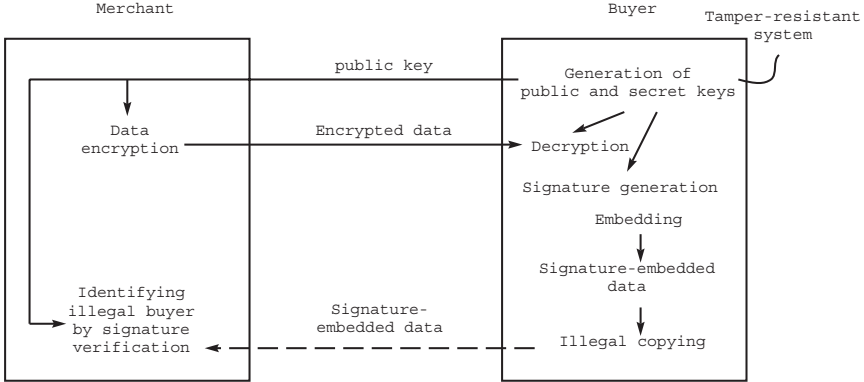 Merchant
Buyer
Tamper-resistant
system
public key
Generation of
public and secret keys
Data
encryption
Encrypted data
Decryption
Signature generation
Embedding
Signature-embedded
data
Identifying
illegal buyer
by signature
verification
Signature-
embedded data
Illegal copying